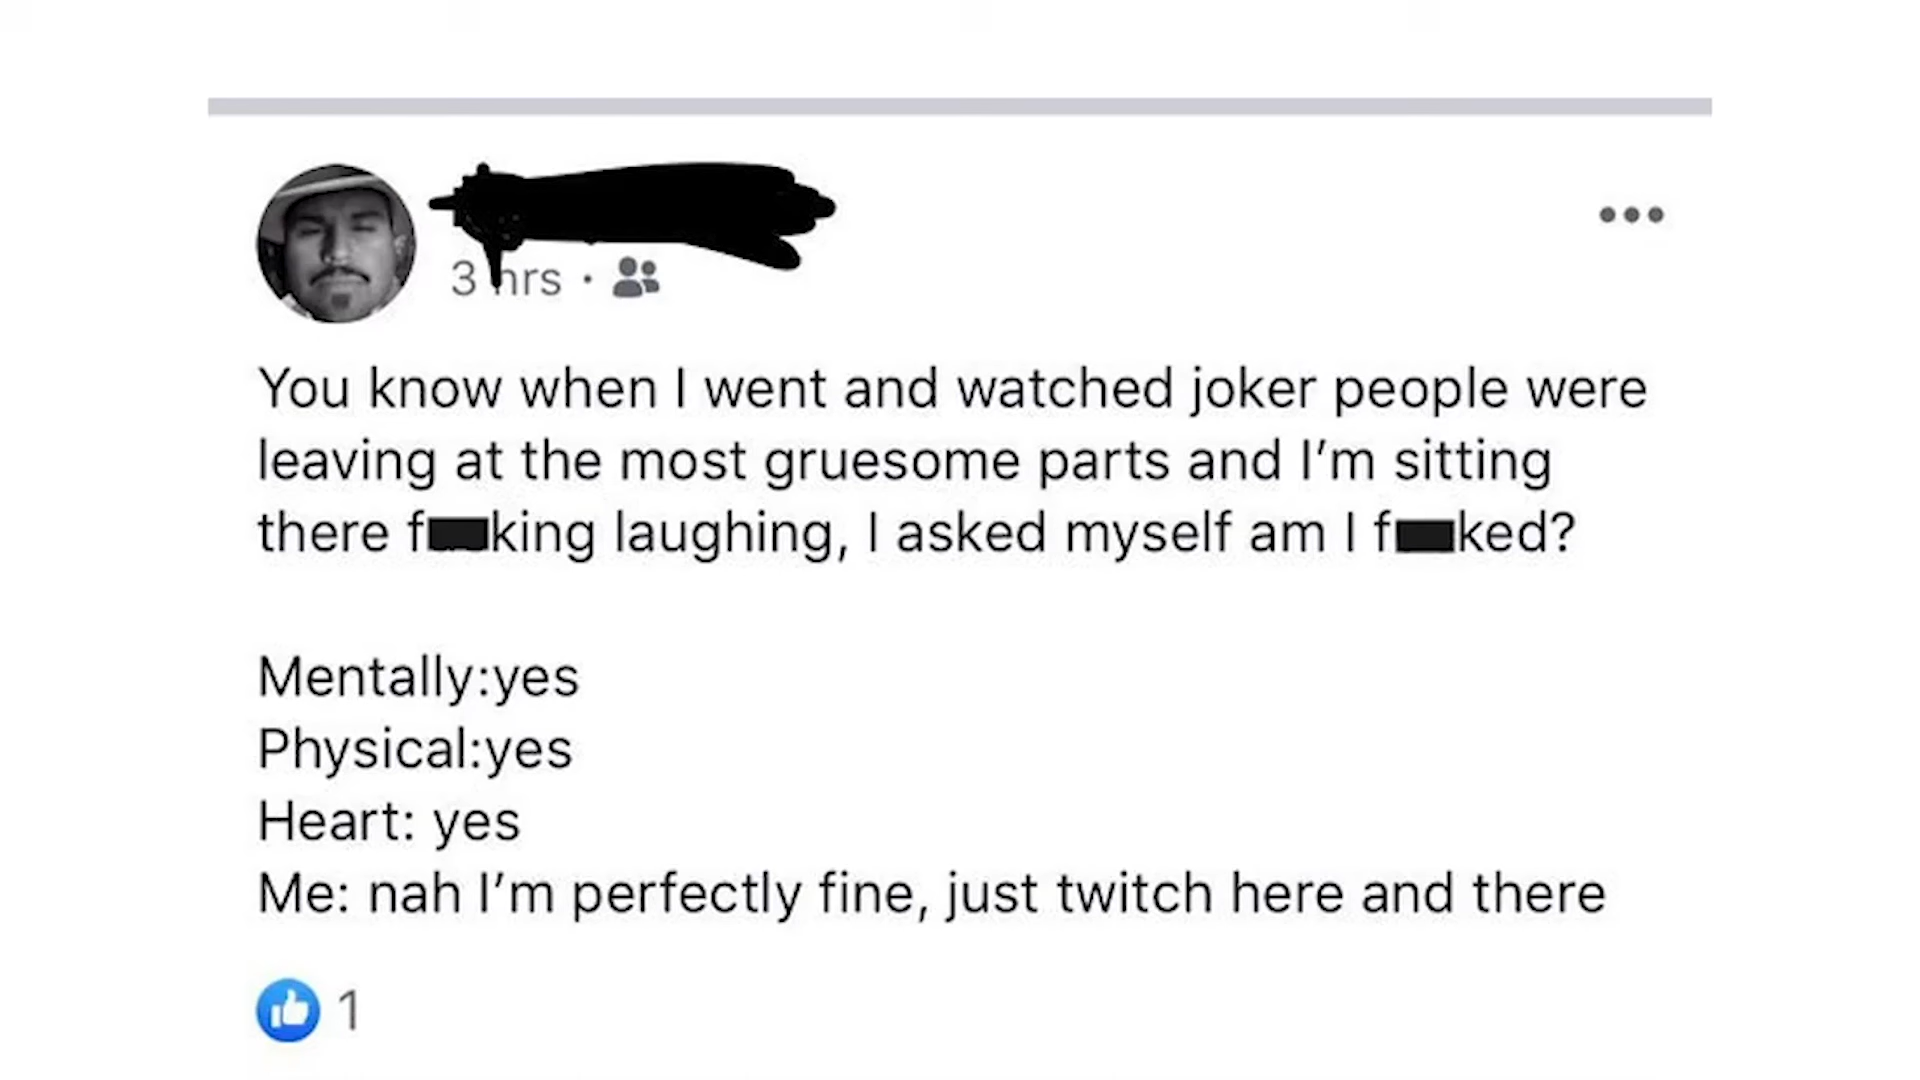 3 hrs ·
You know when I went and watched joker people were
leaving at the most gruesome parts and I'm sitting
there f██king laughing, I asked myself am I f██ked?
Mentally:yes
Physical:yes
Heart: yes
Me: nah I'm perfectly fine, just twitch here and there
1